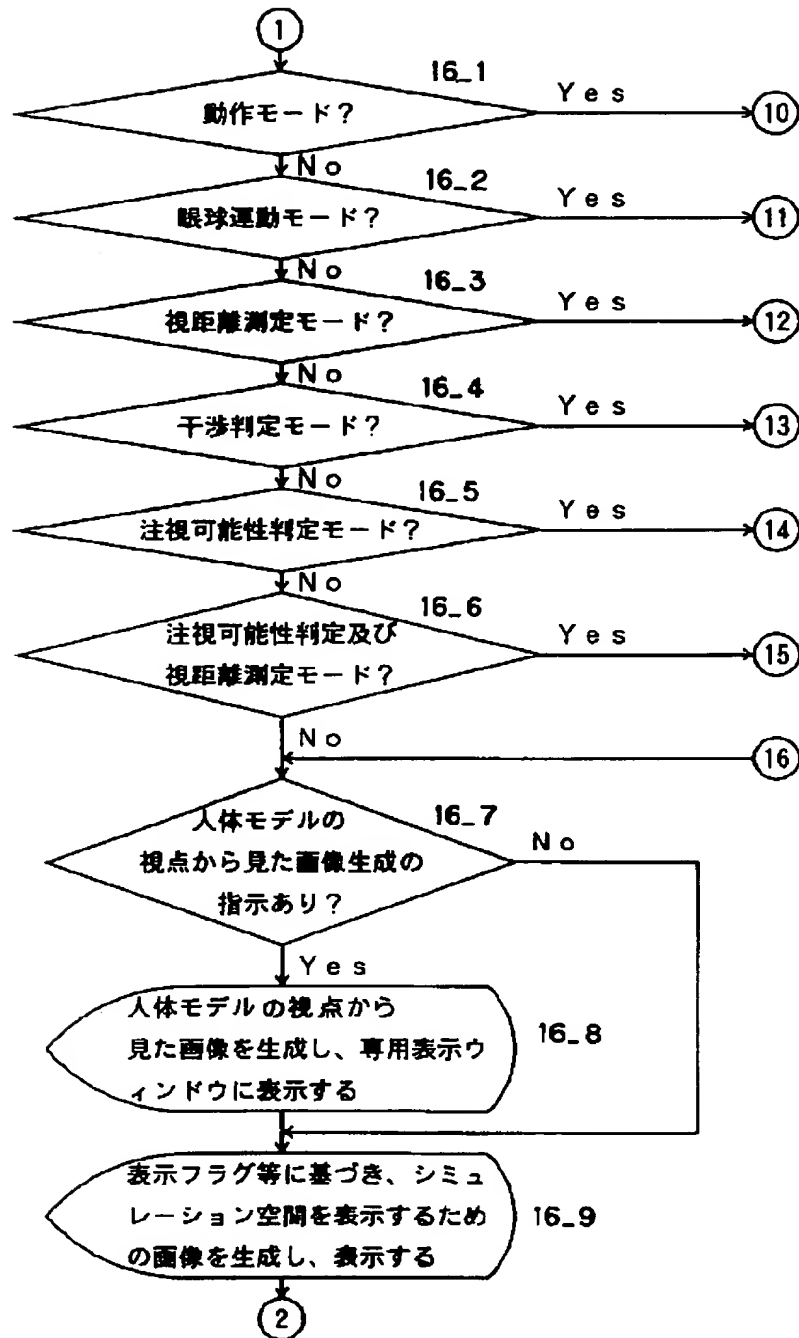 1
16_1
動作モード?
Yes
10
No
16_2
眼球運動モード?
Yes
11
No
16_3
視距離測定モード?
Yes
12
No
16_4
干渉判定モード?
Yes
13
No
16_5
注視可能性判定モード?
Yes
14
No
16_6
注視可能性判定及び
視距離測定モード?
Yes
15
No
16
16_7
人体モデルの
視点から見た画像生成の
指示あり?
No
Yes
人体モデルの視点から
見た画像を生成し、専用表示ウ
ィンドウに表示する
16_8
表示フラグ等に基づき、シミュ
レーション空間を表示するため
の画像を生成し、表示する
16_9
2